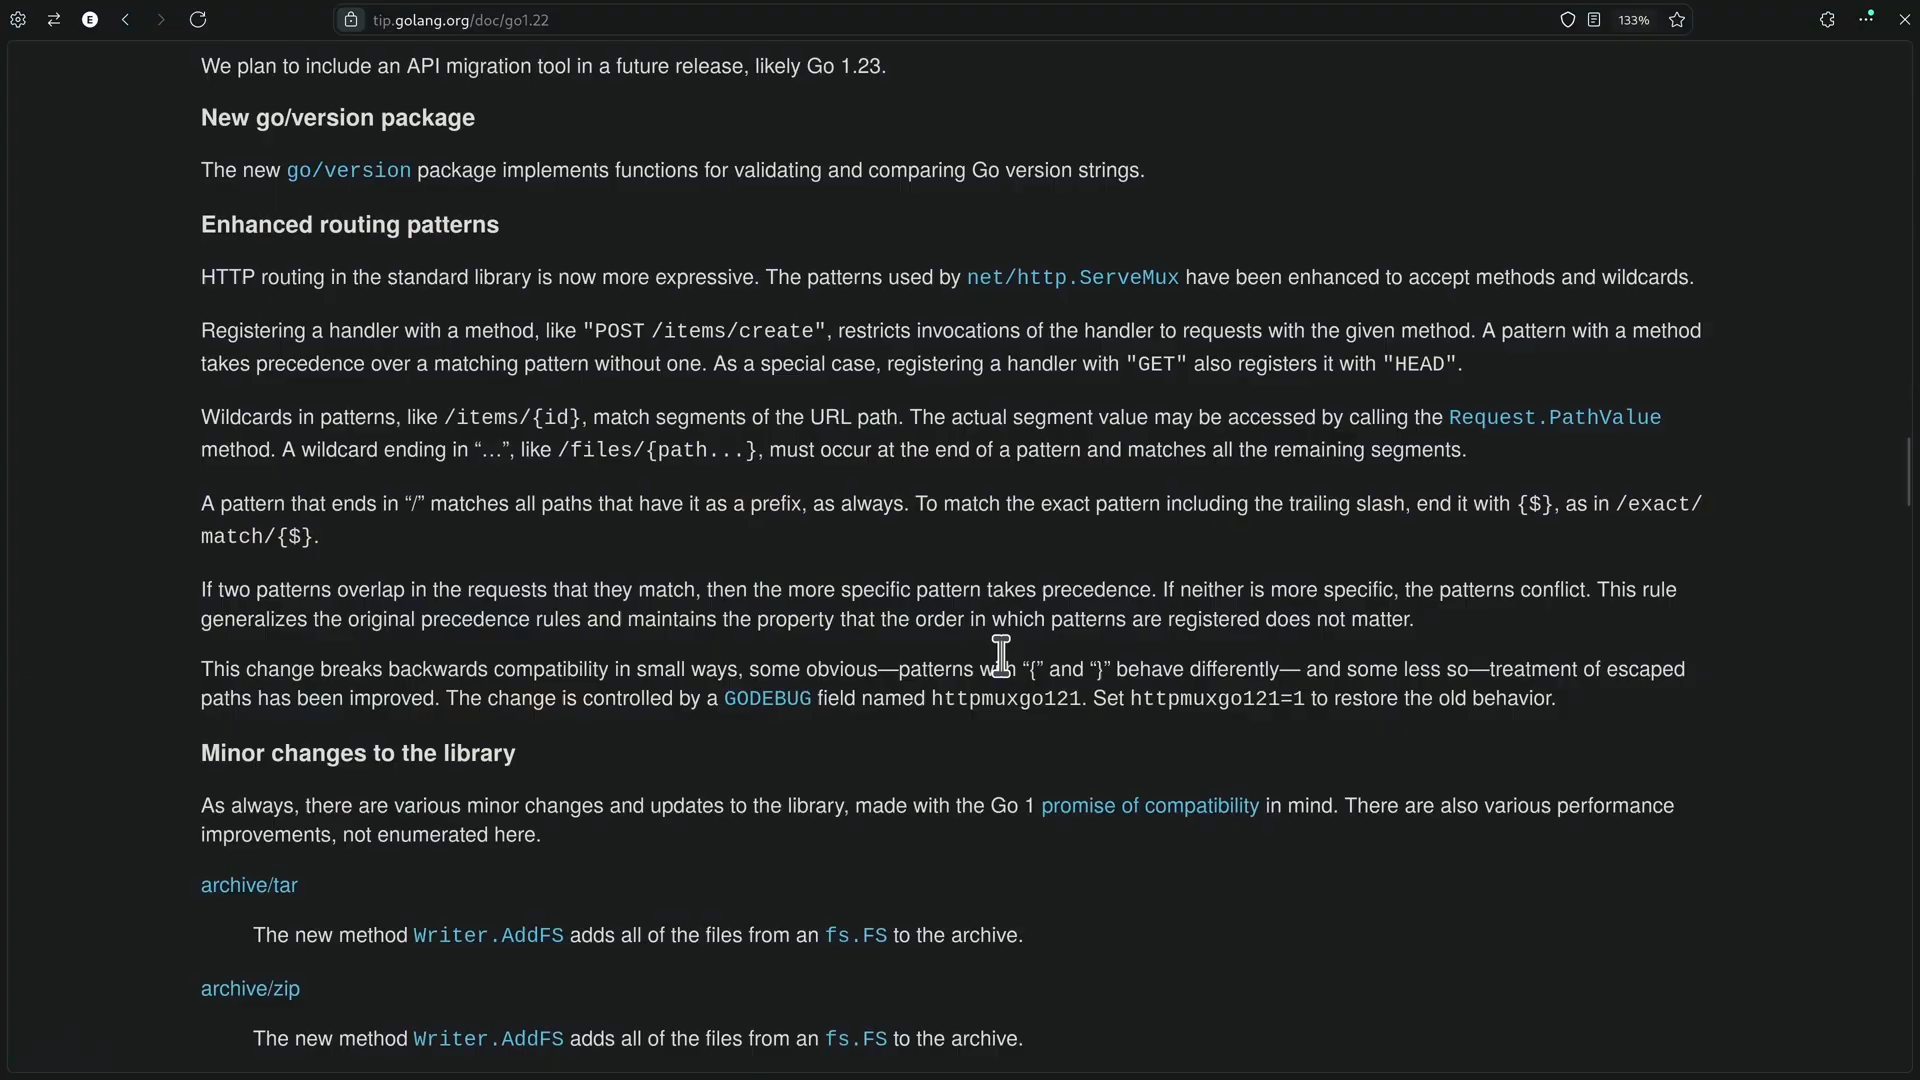 E
tip.golang.org/doc/go1.22
133%
We plan to include an API migration tool in a future release, likely Go 1.23.
New go/version package
The new go/version package implements functions for validating and comparing Go version strings.
Enhanced routing patterns
HTTP routing in the standard library is now more expressive. The patterns used by net/http.ServeMux have been enhanced to accept methods and wildcards.
Registering a handler with a method, like "POST /items/create", restricts invocations of the handler to requests with the given method. A pattern with a method
takes precedence over a matching pattern without one. As a special case, registering a handler with "GET" also registers it with "HEAD".
Wildcards in patterns, like /items/{id}, match segments of the URL path. The actual segment value may be accessed by calling the Request.PathValue
method. A wildcard ending in “…”, like /files/{path...}, must occur at the end of a pattern and matches all the remaining segments.
A pattern that ends in “/” matches all paths that have it as a prefix, as always. To match the exact pattern including the trailing slash, end it with {$}, as in /exact/
match/{$}.
If two patterns overlap in the requests that they match, then the more specific pattern takes precedence. If neither is more specific, the patterns conflict. This rule
generalizes the original precedence rules and maintains the property that the order in which patterns are registered does not matter.
This change breaks backwards compatibility in small ways, some obvious—patterns with “{” and “}” behave differently— and some less so—treatment of escaped
paths has been improved. The change is controlled by a GODEBUG field named httpmuxgo121. Set httpmuxgo121=1 to restore the old behavior.
Minor changes to the library
As always, there are various minor changes and updates to the library, made with the Go 1 promise of compatibility in mind. There are also various performance
improvements, not enumerated here.
archive/tar
The new method Writer.AddFS adds all of the files from an fs.FS to the archive.
archive/zip
The new method Writer.AddFS adds all of the files from an fs.FS to the archive.